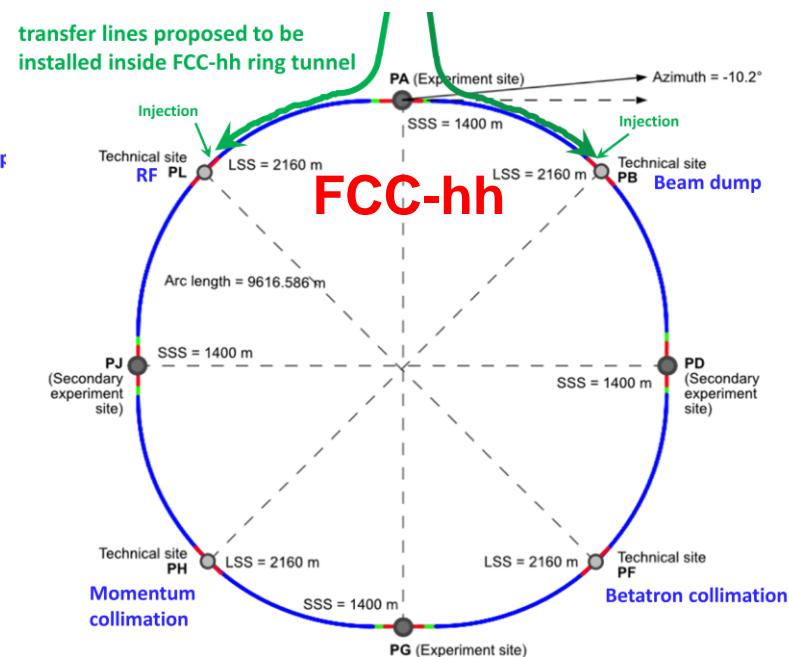 transfer lines proposed to be
installed inside FCC-hh ring tunnel
PA (Experiment site)
Azimuth = -10.2°
Injection
SSS = 1400 m
Injection
Technical site
PL
RF
LSS = 2160 m
LSS = 2160 m
Technical site
PB
Beam dump
FCC-hh
Arc length = 9616.586 m
PJ
(Secondary
experiment
site)
SSS = 1400 m
SSS = 1400 m
PD
(Secondary
experiment
site)
Technical site
PH
LSS = 2160 m
LSS = 2160 m
Technical site
PF
Momentum
collimation
SSS = 1400 m
Betatron collimation
PG (Experiment site)